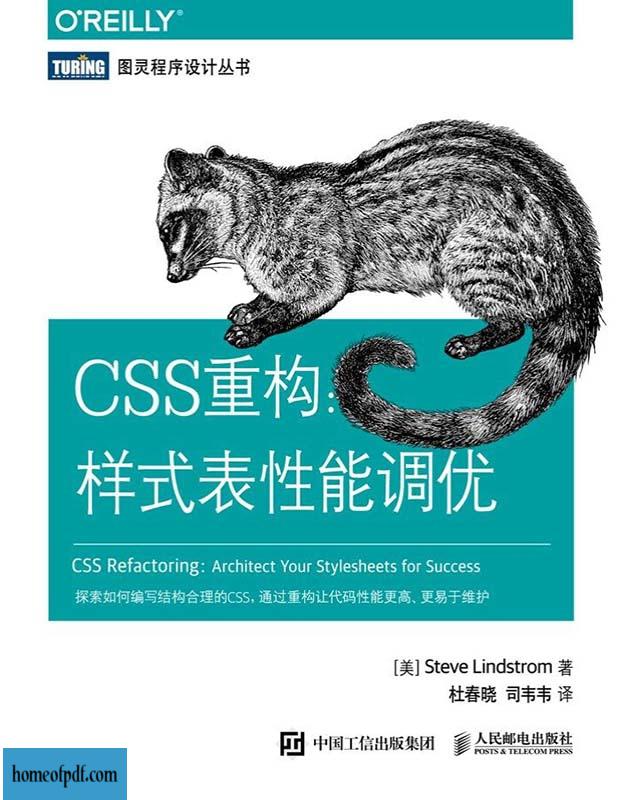 O'REILLY®
TURING 图灵程序设计丛书
CSS重构：
样式表性能调优
CSS Refactoring: Architect Your Stylesheets for Success
探索如何编写结构合理的CSS，通过重构让代码性能更高、更易于维护
[美] Steve Lindstrom 著
杜春晓 司韦韦 译
中国工信出版集团 人民邮电出版社
POSTS & TELECOM PRESS
homeofpdf.com